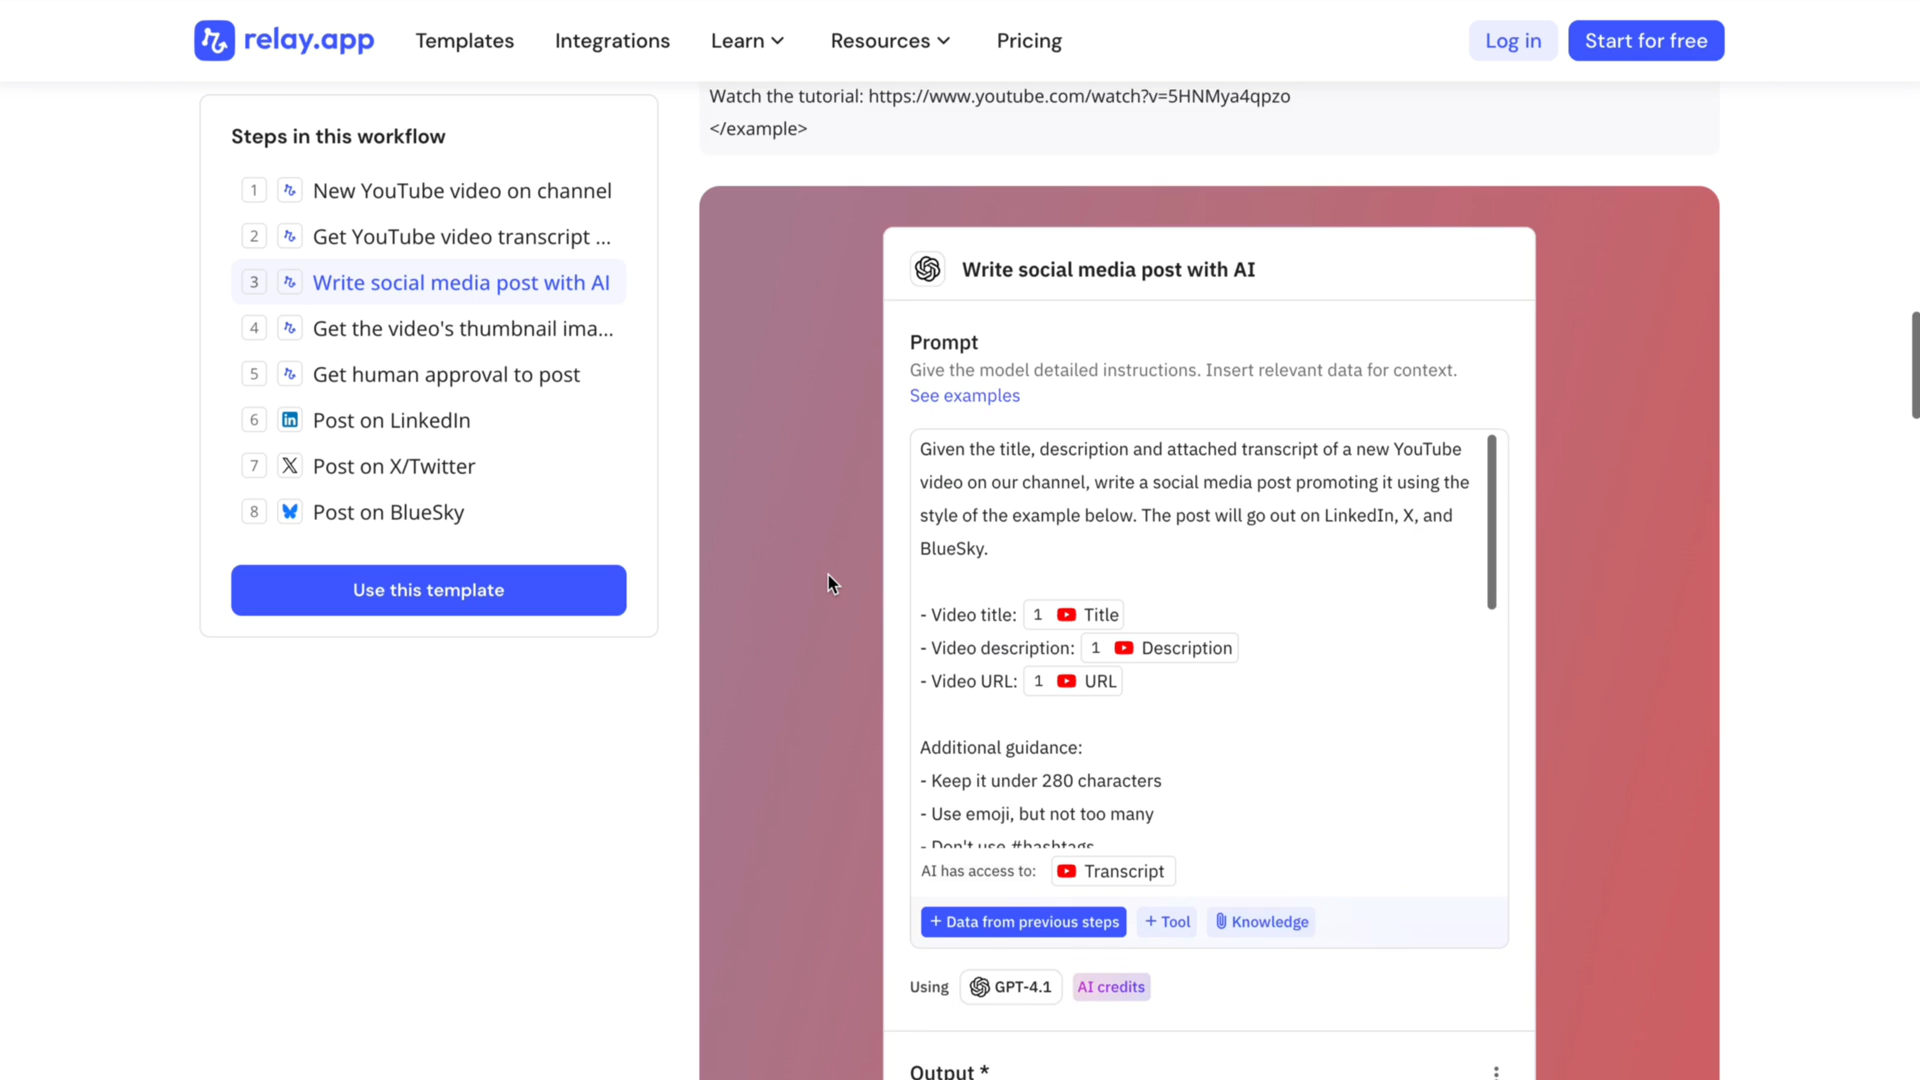 relay.app
Templates
Integrations
Learn
Resources
Pricing
Log in
Start for free
Steps in this workflow
1 New YouTube video on channel
2 Get YouTube video transcript ...
3 Write social media post with AI
4 Get the video's thumbnail ima...
5 Get human approval to post
6 Post on LinkedIn
7 Post on X/Twitter
8 Post on BlueSky
Use this template
Watch the tutorial: https://www.youtube.com/watch?v=5HNMya4qpzo
</example>
Write social media post with AI
Prompt
Give the model detailed instructions. Insert relevant data for context.
See examples
Given the title, description and attached transcript of a new YouTube
video on our channel, write a social media post promoting it using the
style of the example below. The post will go out on LinkedIn, X, and
BlueSky.
- Video title: 1 Title
- Video description: 1 Description
- Video URL: 1 URL
Additional guidance:
- Keep it under 280 characters
- Use emoji, but not too many
- Don't use #hashtags
AI has access to: Transcript
+ Data from previous steps
+ Tool
Knowledge
Using GPT-4.1 AI credits
Output *